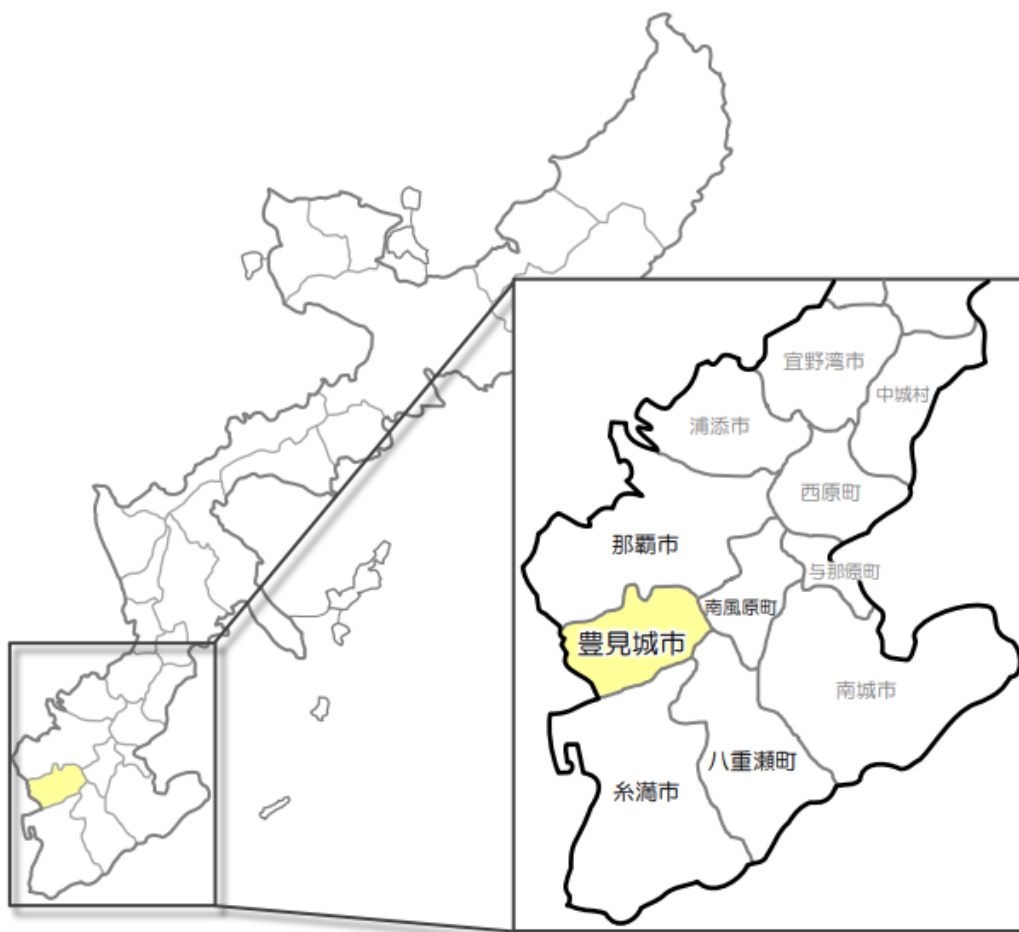 宜野湾市
中城村
浦添市
西原町
那覇市
与那原町
南風原町
豊見城市
南城市
八重瀬町
糸満市